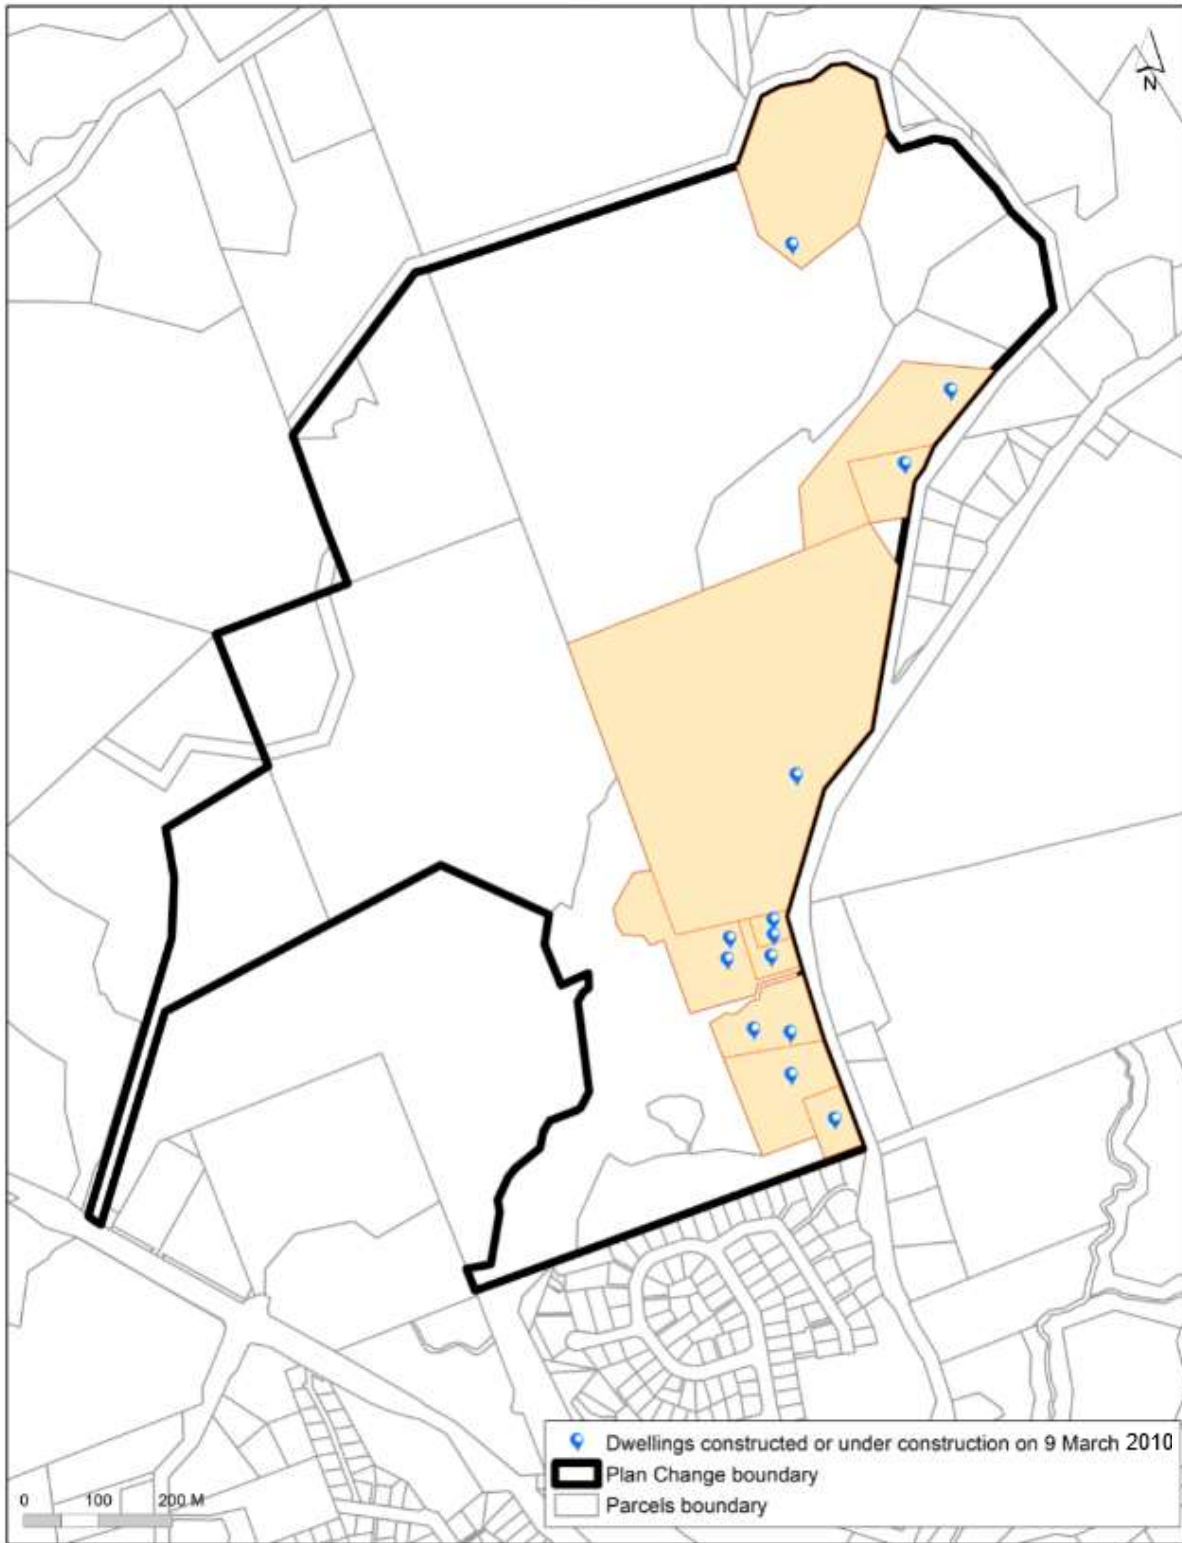 N
Dwellings constructed or under construction on 9 March 2010
Plan Change boundary
Parcels boundary
0 100 200 M